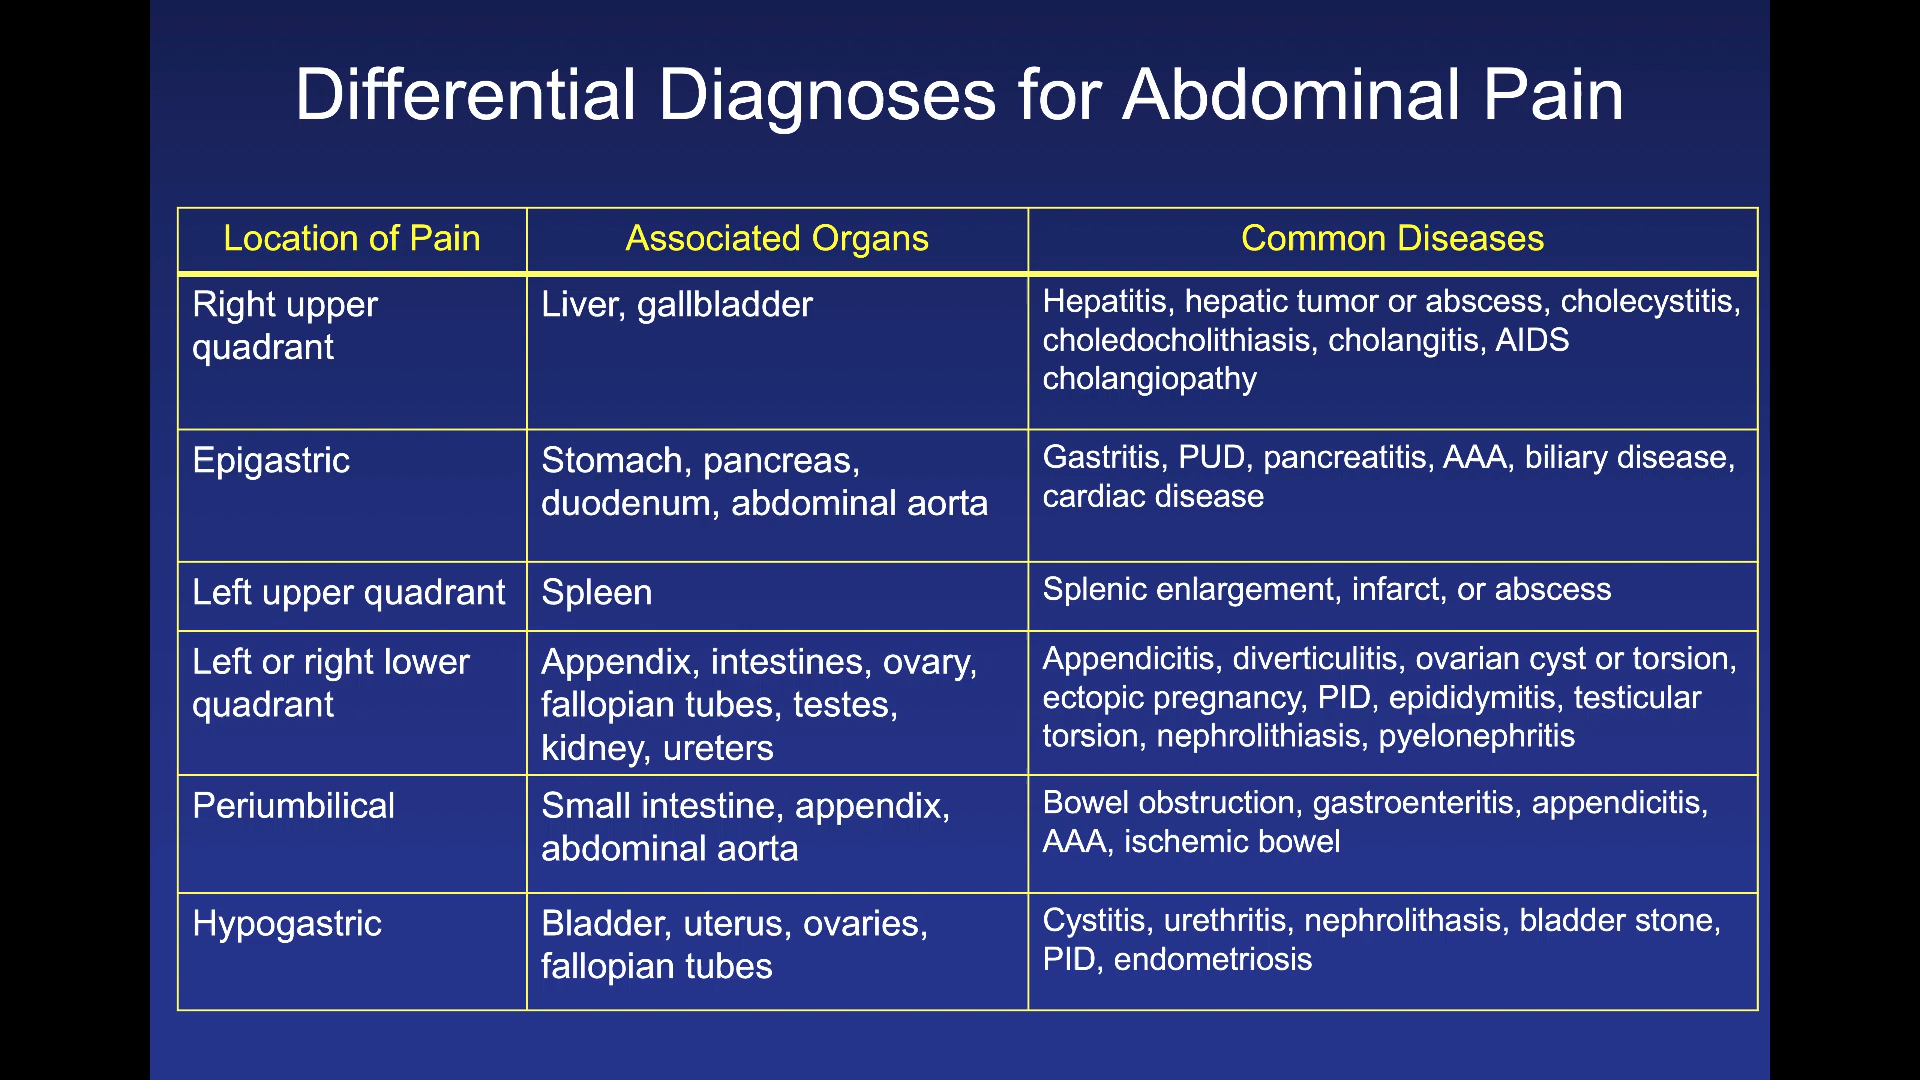 Differential Diagnoses for Abdominal Pain
Location of Pain
Associated Organs
Common Diseases
Right upper
quadrant
Liver, gallbladder
Hepatitis, hepatic tumor or abscess, cholecystitis,
choledocholithiasis, cholangitis, AIDS
cholangiopathy
Epigastric
Stomach, pancreas,
duodenum, abdominal aorta
Gastritis, PUD, pancreatitis, AAA, biliary disease,
cardiac disease
Left upper quadrant
Spleen
Splenic enlargement, infarct, or abscess
Left or right lower
quadrant
Appendix, intestines, ovary,
fallopian tubes, testes,
kidney, ureters
Appendicitis, diverticulitis, ovarian cyst or torsion,
ectopic pregnancy, PID, epididymitis, testicular
torsion, nephrolithiasis, pyelonephritis
Periumbilical
Small intestine, appendix,
abdominal aorta
Bowel obstruction, gastroenteritis, appendicitis,
AAA, ischemic bowel
Hypogastric
Bladder, uterus, ovaries,
fallopian tubes
Cystitis, urethritis, nephrolithasis, bladder stone,
PID, endometriosis